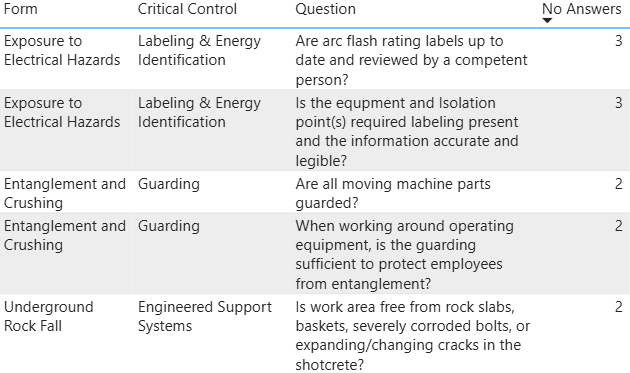 Form Critical Control Question No Answers
Exposure to Labeling & Energy Are arc flash rating labels up to 3
Electrical Hazards Identification date and reviewed by a competent
person?
Exposure to Labeling & Energy Is the equpment and Isolation 3
Electrical Hazards Identification point(s) required labeling present
and the information accurate and
legible?
Entanglement and Guarding Are all moving machine parts 2
Crushing guarded?
Entanglement and Guarding When working around operating 2
Crushing equipment, is the guarding
sufficient to protect employees
from entanglement?
Underground Engineered Support Is work area free from rock slabs, 2
Rock Fall Systems baskets, severely corroded bolts, or
expanding/changing cracks in the
shotcrete?